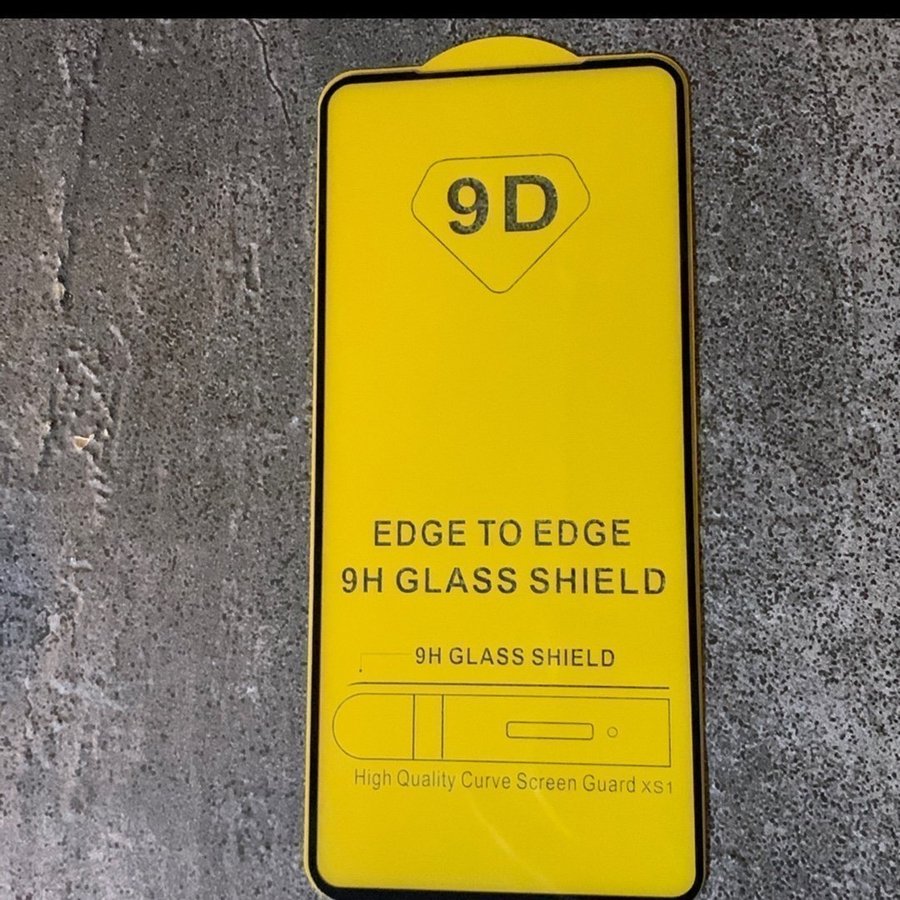 9D
EDGE TO EDGE
9H GLASS SHIELD
9H GLASS SHIELD
High Quality Curve Screen Guard XS1